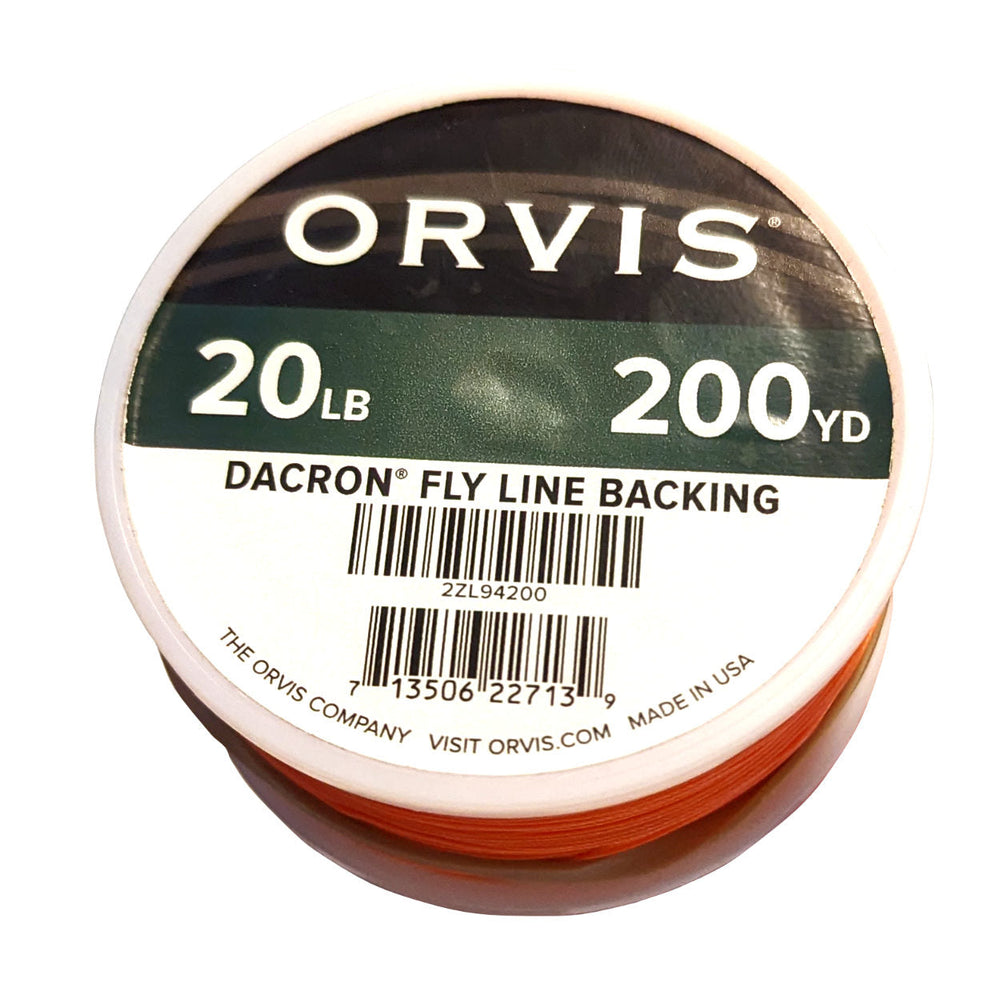 ORVIS®
20LB 200YD
DACRON® FLY LINE BACKING
2ZL94200
7 13506 22713 9
THE ORVIS COMPANY VISIT ORVIS.COM MADE IN USA